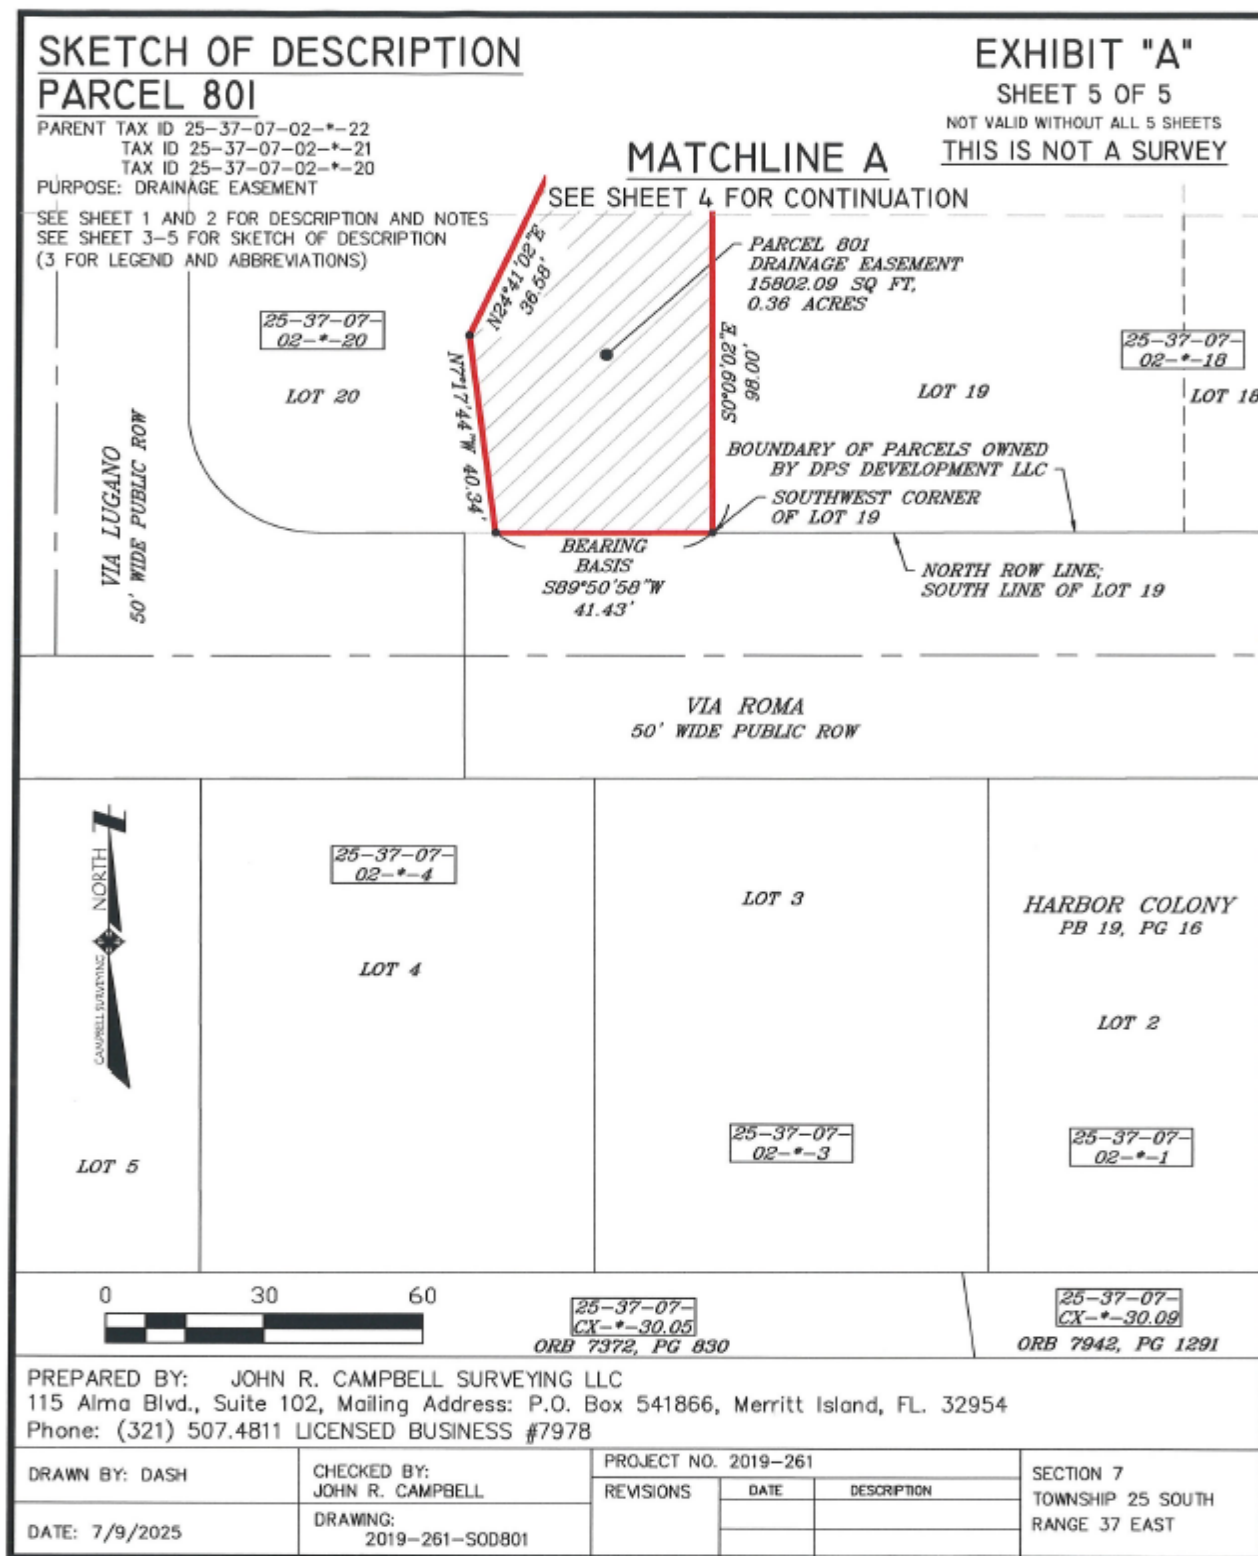 SKETCH OF DESCRIPTION
PARCEL 801
PARENT TAX ID 25-37-07-02-*-22
TAX ID 25-37-07-02-*-21
TAX ID 25-37-07-02-*-20
PURPOSE: DRAINAGE EASEMENT
SEE SHEET 1 AND 2 FOR DESCRIPTION AND NOTES
SEE SHEET 3-5 FOR SKETCH OF DESCRIPTION
(3 FOR LEGEND AND ABBREVIATIONS)
EXHIBIT "A"
SHEET 5 OF 5
NOT VALID WITHOUT ALL 5 SHEETS
THIS IS NOT A SURVEY
MATCHLINE A
SEE SHEET 4 FOR CONTINUATION
PARCEL 801
DRAINAGE EASEMENT
15802.09 SQ FT,
0.36 ACRES
N24°41'02"E
36.58'
25-37-07-
02-*-20
LOT 20
N7°17'44"W 40.34'
S0°09'02"E
98.00'
LOT 19
25-37-07-
02-*-18
LOT 18
VIA LUGANO
50' WIDE PUBLIC ROW
BOUNDARY OF PARCELS OWNED
BY DPS DEVELOPMENT LLC
SOUTHWEST CORNER
OF LOT 19
BEARING
BASIS
S89°50'58"W
41.43'
NORTH ROW LINE;
SOUTH LINE OF LOT 19
VIA ROMA
50' WIDE PUBLIC ROW
NORTH
CAMPBELL SURVEYING
25-37-07-
02-*-4
LOT 4
LOT 3
HARBOR COLONY
PB 19, PG 16
LOT 2
25-37-07-
02-*-3
25-37-07-
02-*-1
LOT 5
0 30 60
25-37-07-
CX-*-30.05
ORB 7372, PG 830
25-37-07-
CX-*-30.09
ORB 7942, PG 1291
PREPARED BY: JOHN R. CAMPBELL SURVEYING LLC
115 Alma Blvd., Suite 102, Mailing Address: P.O. Box 541866, Merritt Island, FL. 32954
Phone: (321) 507.4811 LICENSED BUSINESS #7978
DRAWN BY: DASH
CHECKED BY:
JOHN R. CAMPBELL
PROJECT NO. 2019-261
REVISIONS DATE DESCRIPTION
SECTION 7
TOWNSHIP 25 SOUTH
RANGE 37 EAST
DATE: 7/9/2025
DRAWING:
2019-261-SOD801